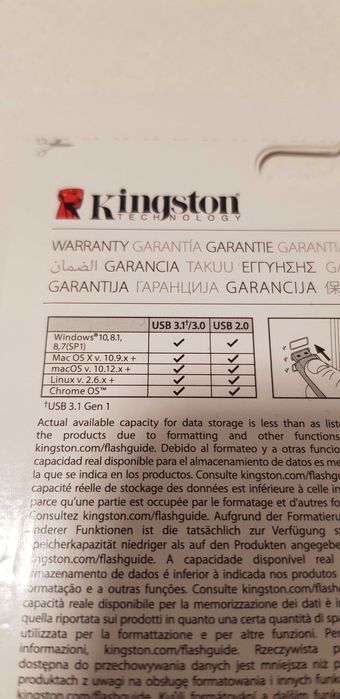 Kingston
TECHNOLOGY
WARRANTY GARANTÍA GARANTIE GARANTI
الضمان GARANCIA TAKUU ΕΓΓΥΗΣΗΣ
GARANTIJA ГАРАНЦИЈА GARANCIJA 保
USB 3.1†/3.0 USB 2.0
Windows® 10, 8.1,
8, 7(SP1) ✓ ✓
Mac OS X v. 10.9.x + ✓ ✓
macOS v. 10.12.x + ✓ ✓
Linux v. 2.6.x + ✓ ✓
Chrome OS™ ✓ ✓
†USB 3.1 Gen 1
Actual available capacity for data storage is less than as
the products due to formatting and other functions
kingston.com/flashguide. Debido al formateo y a otras
capacidad real disponible para el almacenamiento de datos es
la que se indica en los productos. Consulte
capacité réelle de stockage des données est inférieure à celle
parce qu'une partie est occupée par le formatage et d'autres
Consultez kingston.com/flashguide. Aufgrund der
anderer Funktionen ist die tatsächlich zur Verfügung
Speicherkapazität niedriger als auf den Produkten
kingston.com/flashguide. A capacidade disponível real
armazenamento de dados é inferior à indicada nos produtos
formatação e a outras funções. Consulte
capacità reale disponibile per la memorizzazione dei dati è
quella riportata sui prodotti in quanto una certa quantità di
utilizzata per la formattazione e per altre funzioni. Per
informazioni, kingston.com/flashguide. Rzeczywista
dostępna do przechowywania danych jest mniejsza niż
produktach z uwagi na obsługę formatowania i innych
kingston.com/flashguide.